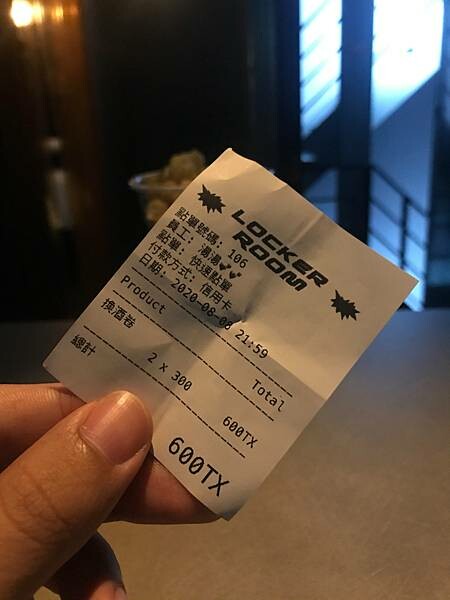 LOCKER
ROOM
點單號碼: 106
員工: 湯湯♥♥
點單: 快速點單
付款方式: 信用卡
日期: 2020-08-08 21:59
Product Total
換酒卷
2 x 300 600TX
總計
600TX